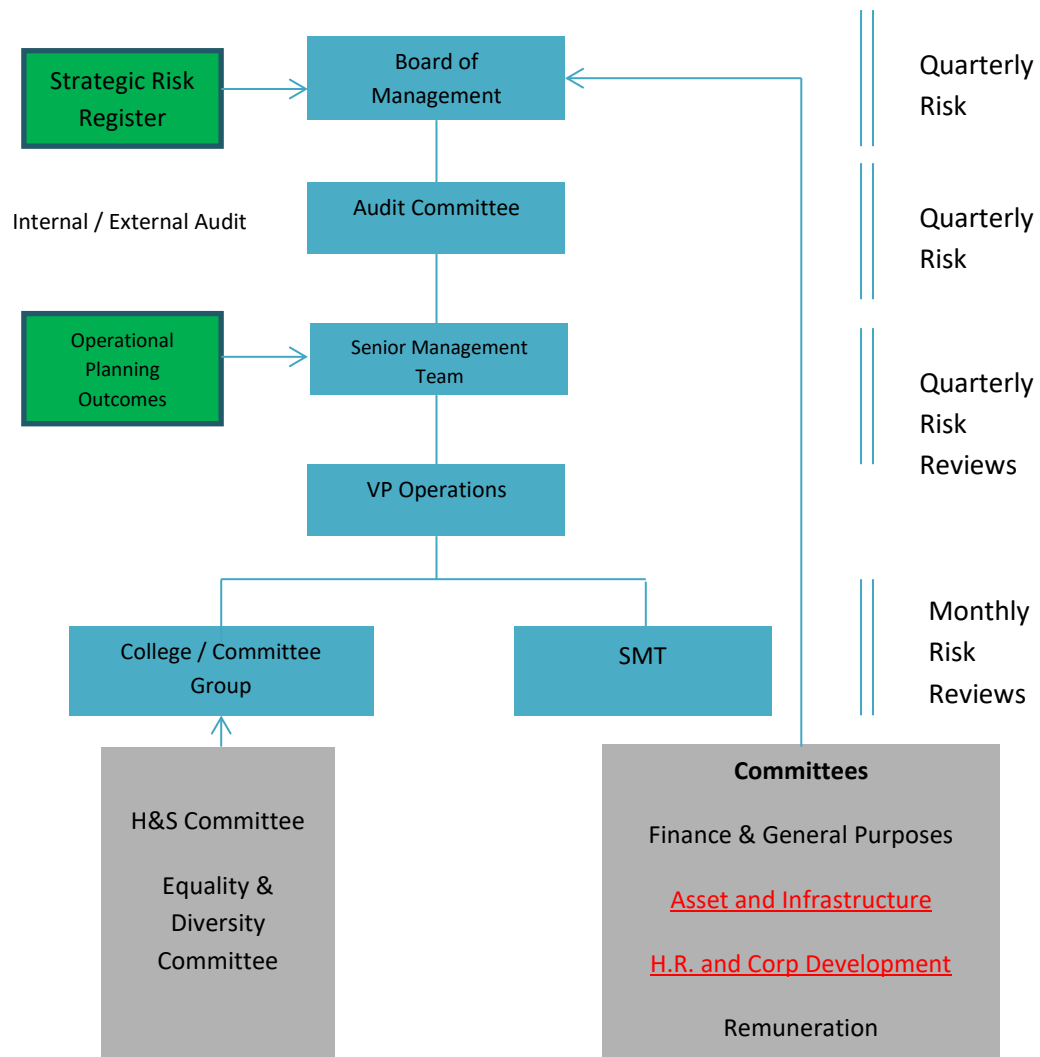 Strategic Risk
Register
Board of
Management
Quarterly
Risk
Internal / External Audit
Audit Committee
Quarterly
Risk
Operational
Planning
Outcomes
Senior Management
Team
Quarterly
Risk
Reviews
VP Operations
College / Committee
Group
SMT
Monthly
Risk
Reviews
H&S Committee
Equality &
Diversity
Committee
Committees
Finance & General Purposes
Asset and Infrastructure
H.R. and Corp Development
Remuneration